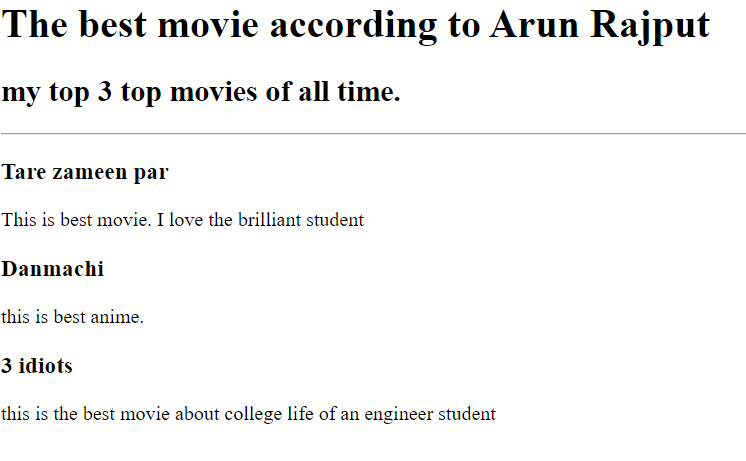 The best movie according to Arun Rajput
my top 3 top movies of all time.
Tare zameen par
This is best movie. I love the brilliant student
Danmachi
this is best anime.
3 idiots
this is the best movie about college life of an engineer student